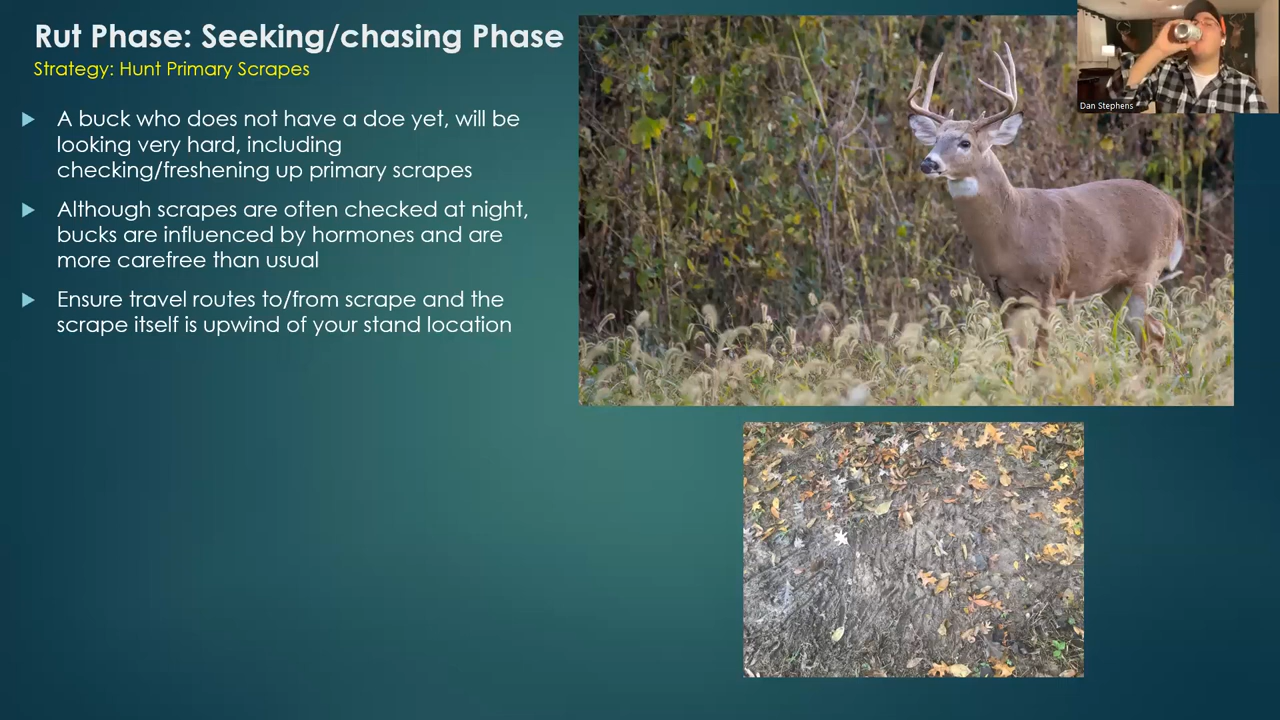 Rut Phase: Seeking/chasing Phase
Strategy: Hunt Primary Scrapes
A buck who does not have a doe yet, will be
looking very hard, including
checking/freshening up primary scrapes
Although scrapes are often checked at night,
bucks are influenced by hormones and are
more carefree than usual
Ensure travel routes to/from scrape and the
scrape itself is upwind of your stand location
Dan Stephens